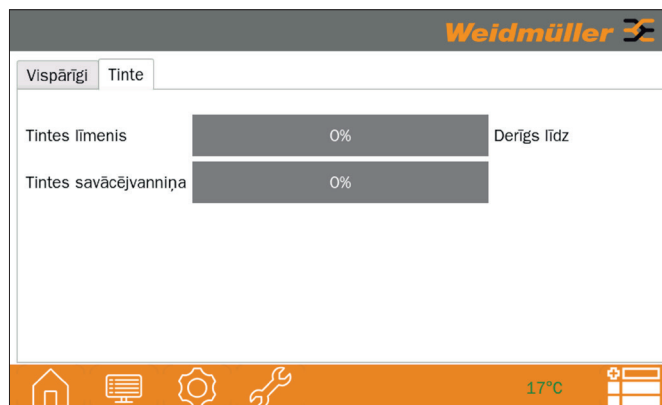 Weidmüller
Vispārīgi Tinte
Tintes līmenis 0% Derīgs līdz
Tintes savācējvanniņa 0%
17°C